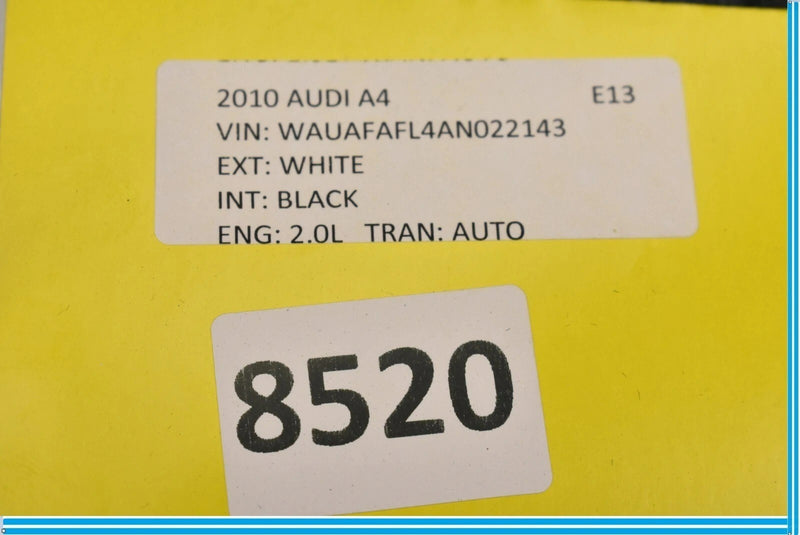 2010 AUDI A4 E13
VIN: WAUAFAFL4AN022143
EXT: WHITE
INT: BLACK
ENG: 2.0L TRAN: AUTO
8520